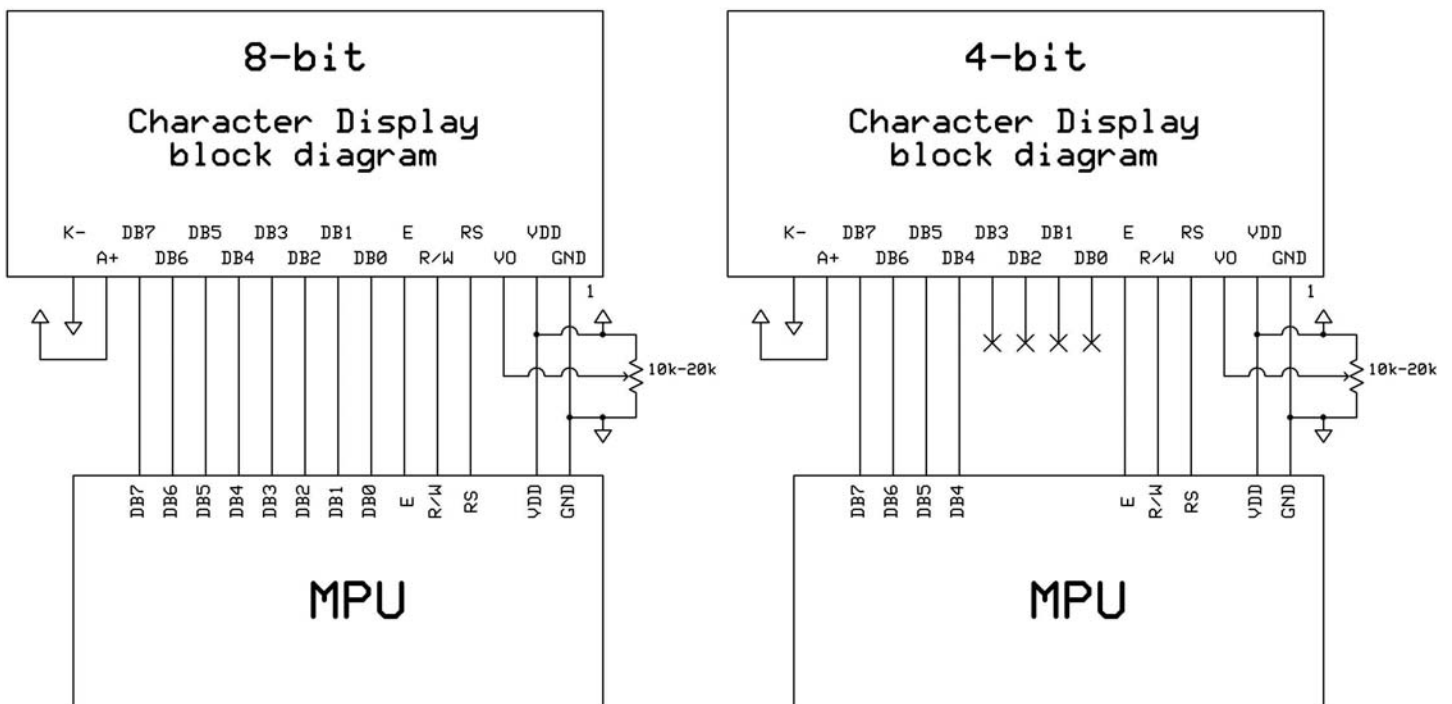 8-bit
Character Display
block diagram
K- DB7 DB5 DB3 DB1 E RS VDD
A+ DB6 DB4 DB2 DB0 R/W VO GND
1
10k-20k
DB7 DB6 DB5 DB4 DB3 DB2 DB1 DB0 E R/W RS VDD GND
MPU
4-bit
Character Display
block diagram
K- DB7 DB5 DB3 DB1 E RS VDD
A+ DB6 DB4 DB2 DB0 R/W VO GND
1
10k-20k
DB7 DB6 DB5 DB4 E R/W RS VDD GND
MPU